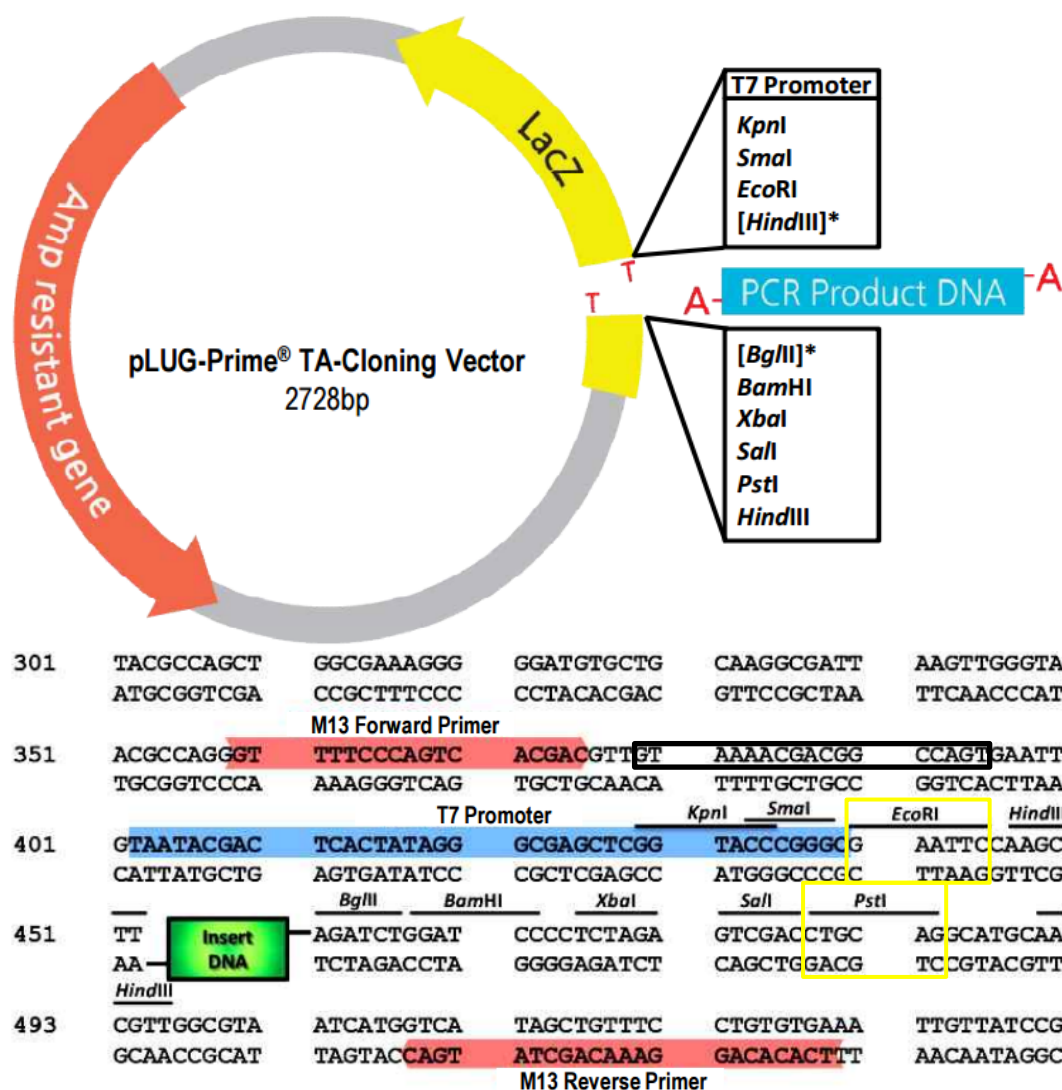 T7 Promoter
KpnI
SmaI
EcoRI
[HindIII]*
LacZ
T
T
A
PCR Product DNA
A
Amp resistant gene
pLUG-Prime® TA-Cloning Vector
2728bp
[BglII]*
BamHI
XbaI
SalI
PstI
HindIII
301 TACGCCAGCT GGCGAAAGGG GGATGTGCTG CAAGGCGATT AAGTTGGGTA
ATGCGGTCGA CCGCTTTCCC CCTACACGAC GTTCCGCTAA TTCAACCCAT
M13 Forward Primer
351 ACGCCAGGGT TTTCCCAGTC ACGACGTTGT AAAACGACGG CCAGTGAATT
TGCGGTCCCA AAAGGGTCAG TGCTGCAACA TTTTGCTGCC GGTCACTTAA
T7 Promoter KpnI SmaI EcoRI HindIII
401 GTAATACGAC TCACTATAGGG CGAGCTCGG TACCCGGGCG AATTCCAAGC
CATTATGCTG AGTGATATCC CGCTCGAGCC ATGGGCCCGC TTAAGGTTCG
BglII BamHI XbaI SalI PstI
451 TT Insert DNA AGATCTGGAT CCCCTCTAGA GTCGACCTGC AGGCATGCAA
AA TCTAGACCTA GGGGAGATCT CAGCTGGACG TCCGTACGTT
HindIII
493 CGTTGGCGTA ATCATGGTCA TAGCTGTTTC CTGTGTGAAA TTGTTATCCG
GCAACCGCAT TAGTACCAGT ATCGACAAAG GACACACTTT AACAATAGGC
M13 Reverse Primer